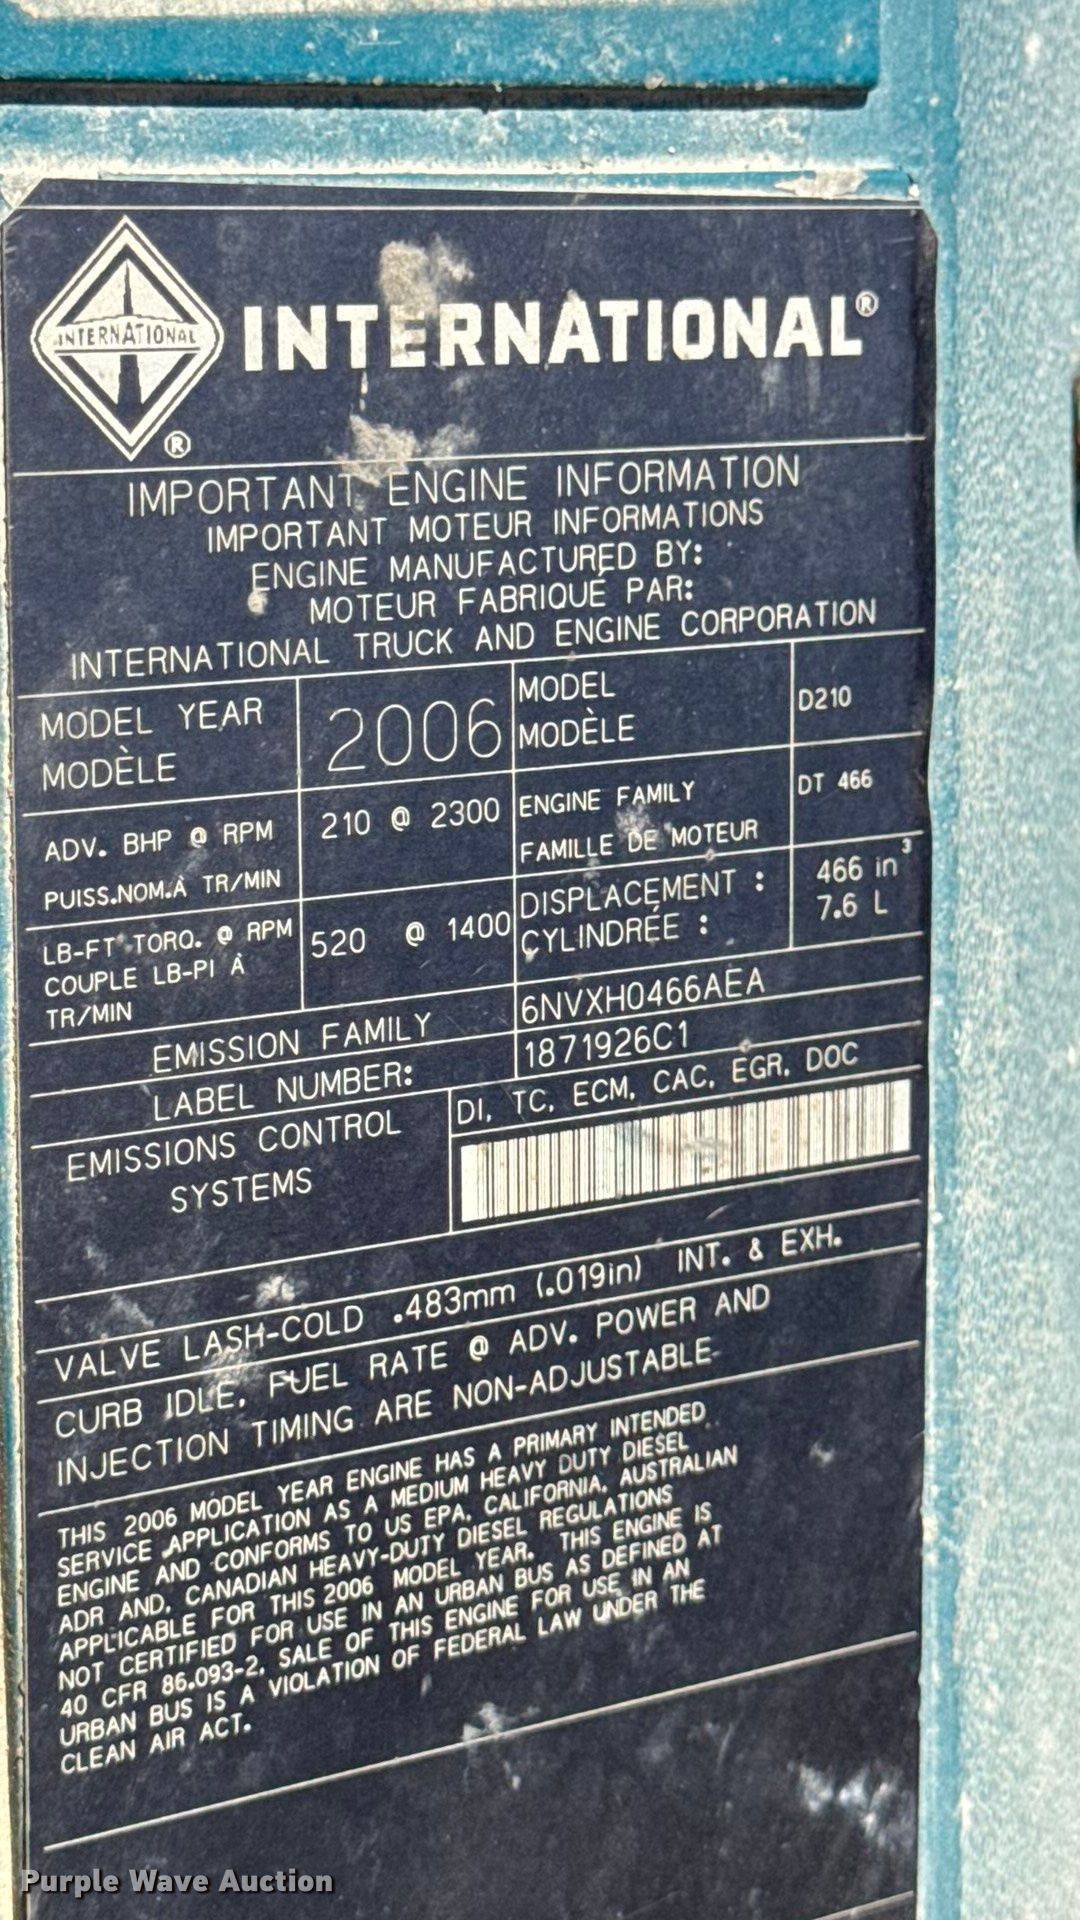 INTERNATIONAL
®
INTERNATIONAL®
IMPORTANT ENGINE INFORMATION
IMPORTANT MOTEUR INFORMATIONS
ENGINE MANUFACTURED BY:
MOTEUR FABRIQUÉ PAR:
INTERNATIONAL TRUCK AND ENGINE CORPORATION
MODEL YEAR
MODÈLE
2006
MODEL
MODÈLE
D210
ADV. BHP @ RPM
PUISS.NOM.À TR/MIN
210 @ 2300
ENGINE FAMILY
FAMILLE DE MOTEUR
DT 466
LB-FT TORQ. @ RPM
COUPLE LB-PI À
TR/MIN
520 @ 1400
DISPLACEMENT :
CYLINDRÉE :
466 in³
7.6 L
EMISSION FAMILY
6NVXH0466AEA
LABEL NUMBER:
1871926C1
EMISSIONS CONTROL
SYSTEMS
DI, TC, ECM, CAC, EGR, DOC
VALVE LASH-COLD .483mm (.019in) INT. & EXH.
CURB IDLE, FUEL RATE @ ADV. POWER AND
INJECTION TIMING ARE NON-ADJUSTABLE
THIS 2006 MODEL YEAR ENGINE HAS A PRIMARY INTENDED
SERVICE APPLICATION AS A MEDIUM HEAVY DUTY DIESEL
ENGINE AND CONFORMS TO US EPA, CALIFORNIA, AUSTRALIAN
ADR AND, CANADIAN HEAVY-DUTY DIESEL REGULATIONS
APPLICABLE FOR THIS 2006 MODEL YEAR. THIS ENGINE IS
NOT CERTIFIED FOR USE IN AN URBAN BUS AS DEFINED AT
40 CFR 86.093-2. SALE OF THIS ENGINE FOR USE IN AN
URBAN BUS IS A VIOLATION OF FEDERAL LAW UNDER THE
CLEAN AIR ACT.
Purple Wave Auction